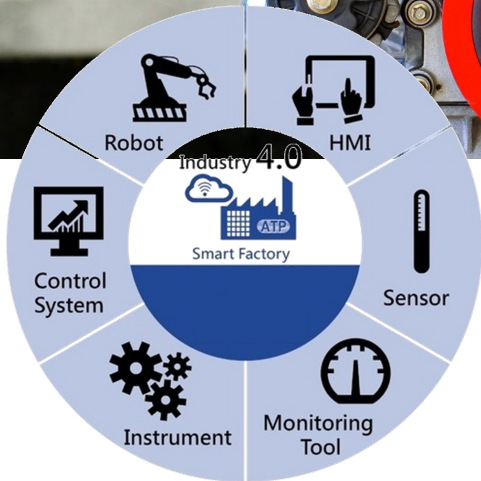 Robot
HMI
Industry 4.0
ATP
Smart Factory
Control
System
Sensor
Instrument
Monitoring
Tool